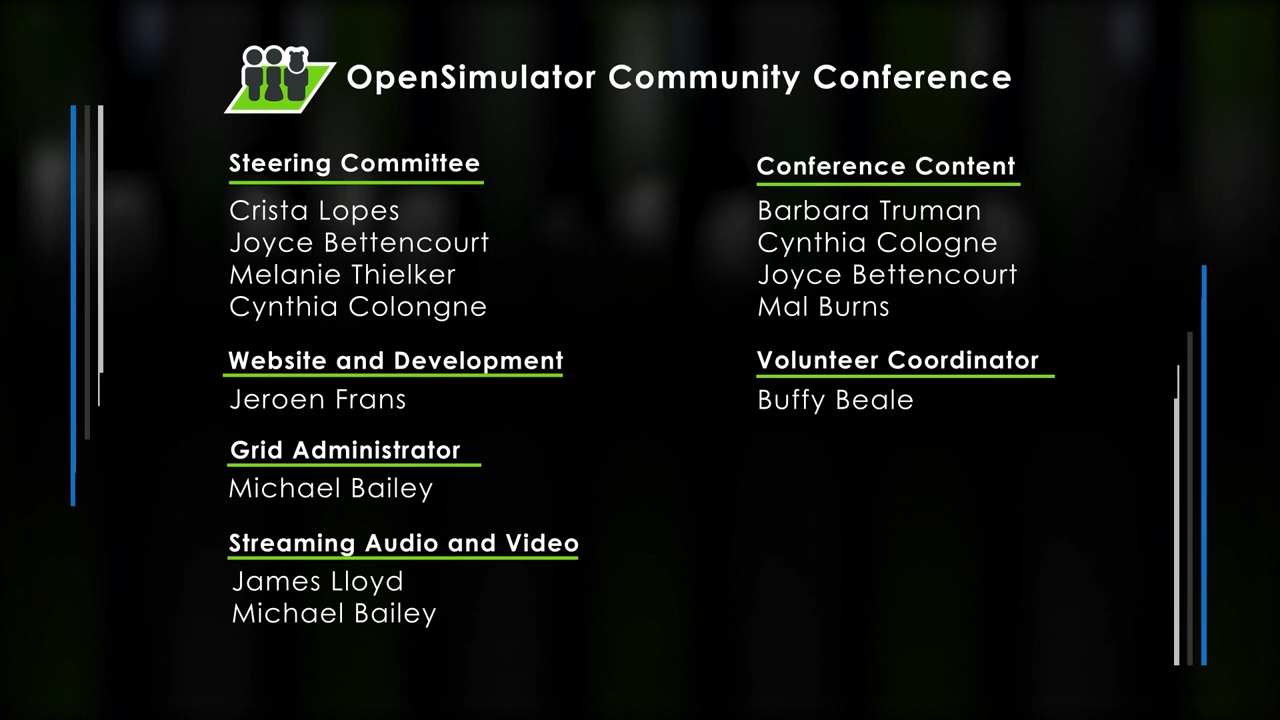 OpenSimulator Community Conference
Steering Committee
Crista Lopes
Joyce Bettencourt
Melanie Thielker
Cynthia Colongne
Website and Development
Jeroen Frans
Grid Administrator
Michael Bailey
Streaming Audio and Video
James Lloyd
Michael Bailey
Conference Content
Barbara Truman
Cynthia Cologne
Joyce Bettencourt
Mal Burns
Volunteer Coordinator
Buffy Beale